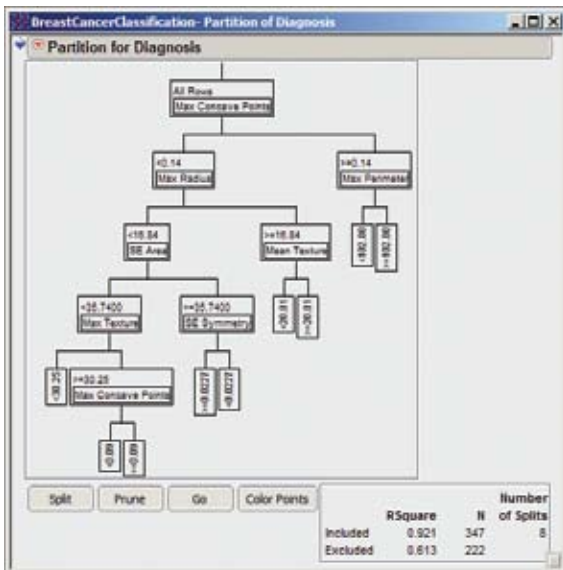 BreastCancerClassification- Partition of Diagnosis
Partition for Diagnosis
All Rows
Max Concave Points
<0.14
Max Radius
>=0.14
Max Perimeter
<16.84
SE Area
>=16.84
Mean Texture
<35.7400
Max Texture
>=35.7400
SE Symmetry
<30.25
>=30.25
Max Concave Points
Split
Prune
Go
Color Points
RSquare
N
Number
of Splits
Included
0.921
347
8
Excluded
0.613
222